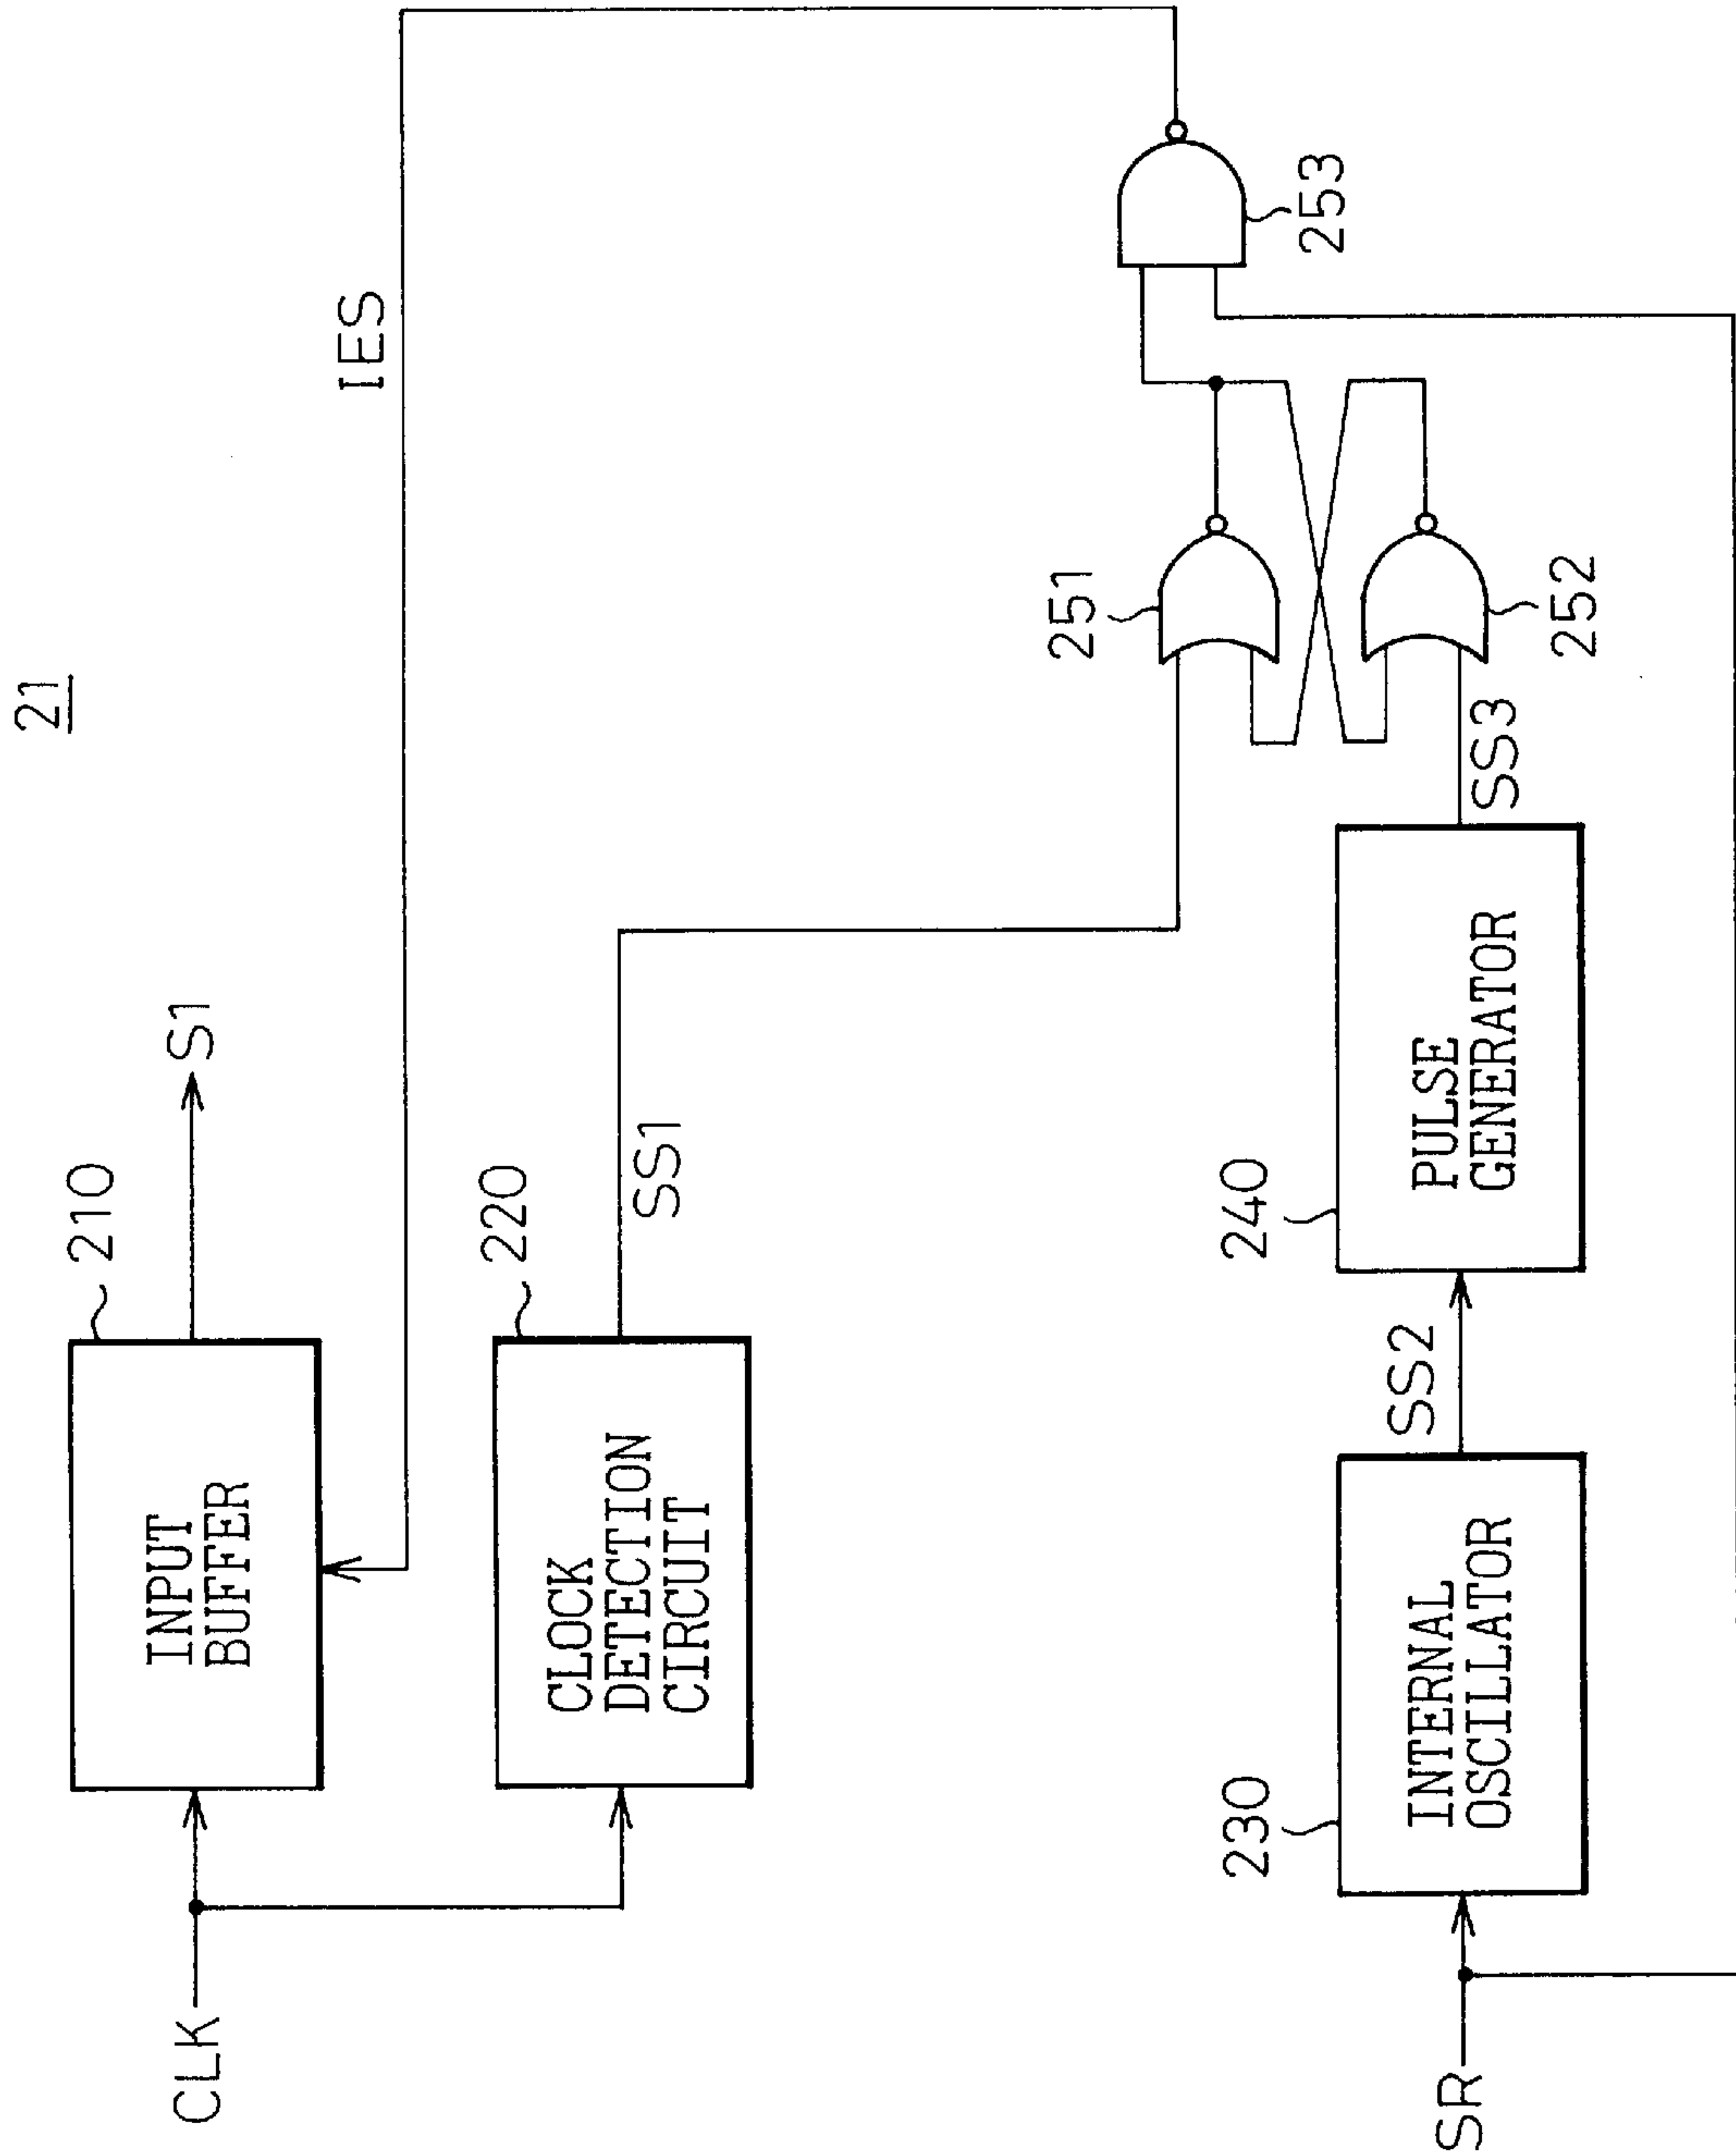 21
CLK
INPUT
BUFFER
210
S1
IES
CLOCK
DETECTION
CIRCUIT
220
SS1
251
253
SR
INTERNAL
OSCILLATOR
230
SS2
PULSE
GENERATOR
240
SS3
252